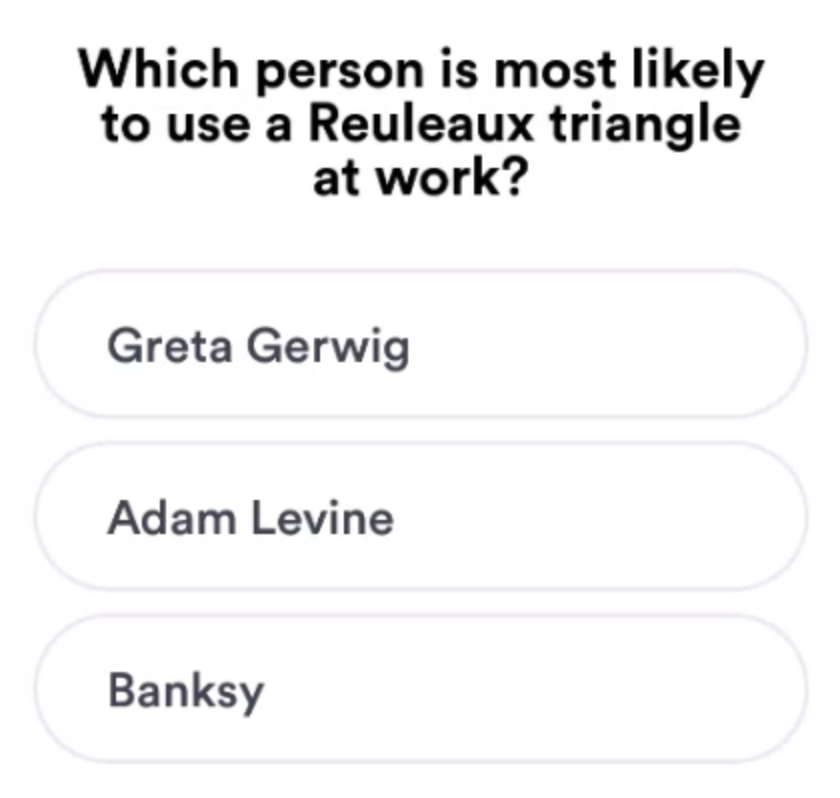 Which person is most likely
to use a Reuleaux triangle
at work?
Greta Gerwig
Adam Levine
Banksy